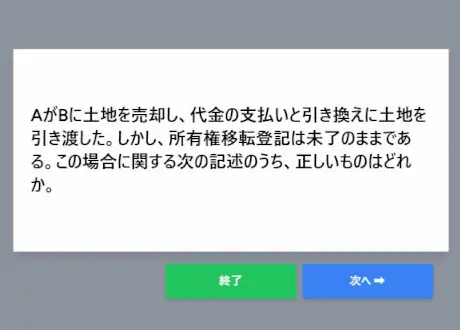 AがBに土地を売却し、代金の支払いと引き換えに土地を
引き渡した。しかし、所有権移転登記は未了のままであ
る。この場合に関する次の記述のうち、正しいものはどれ
か。
終了
次へ ➡